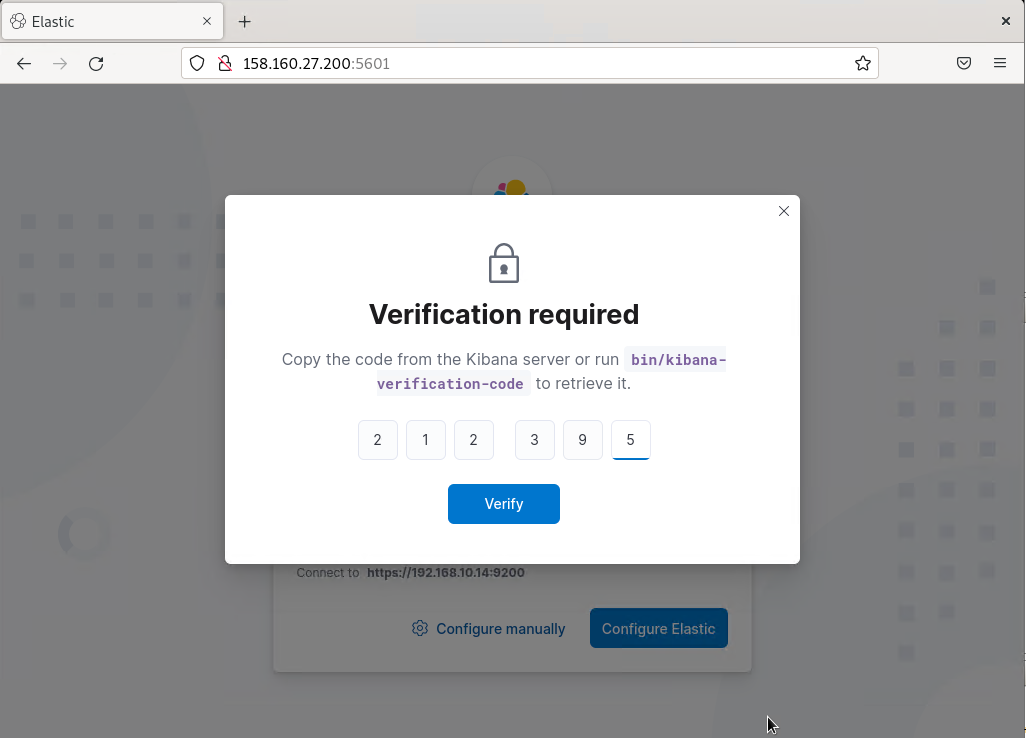 Elastic
158.160.27.200:5601
Verification required
Copy the code from the Kibana server or run bin/kibana-
verification-code to retrieve it.
2 1 2 3 9 5
Verify
Connect to https://192.168.10.14:9200
Configure manually Configure Elastic